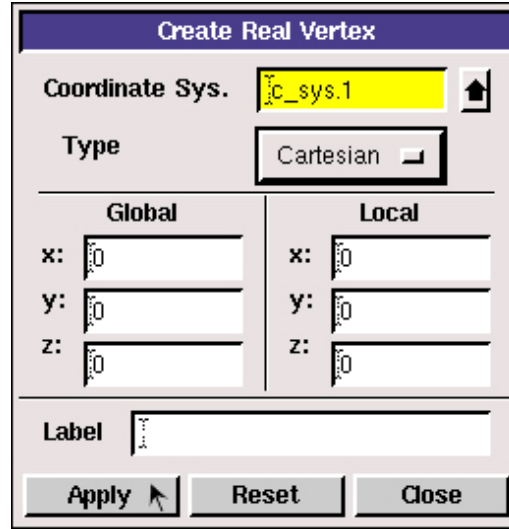 Create Real Vertex
Coordinate Sys. c_sys.1
Type Cartesian
Global Local
x: 0 x: 0
y: 0 y: 0
z: 0 z: 0
Label
Apply Reset Close